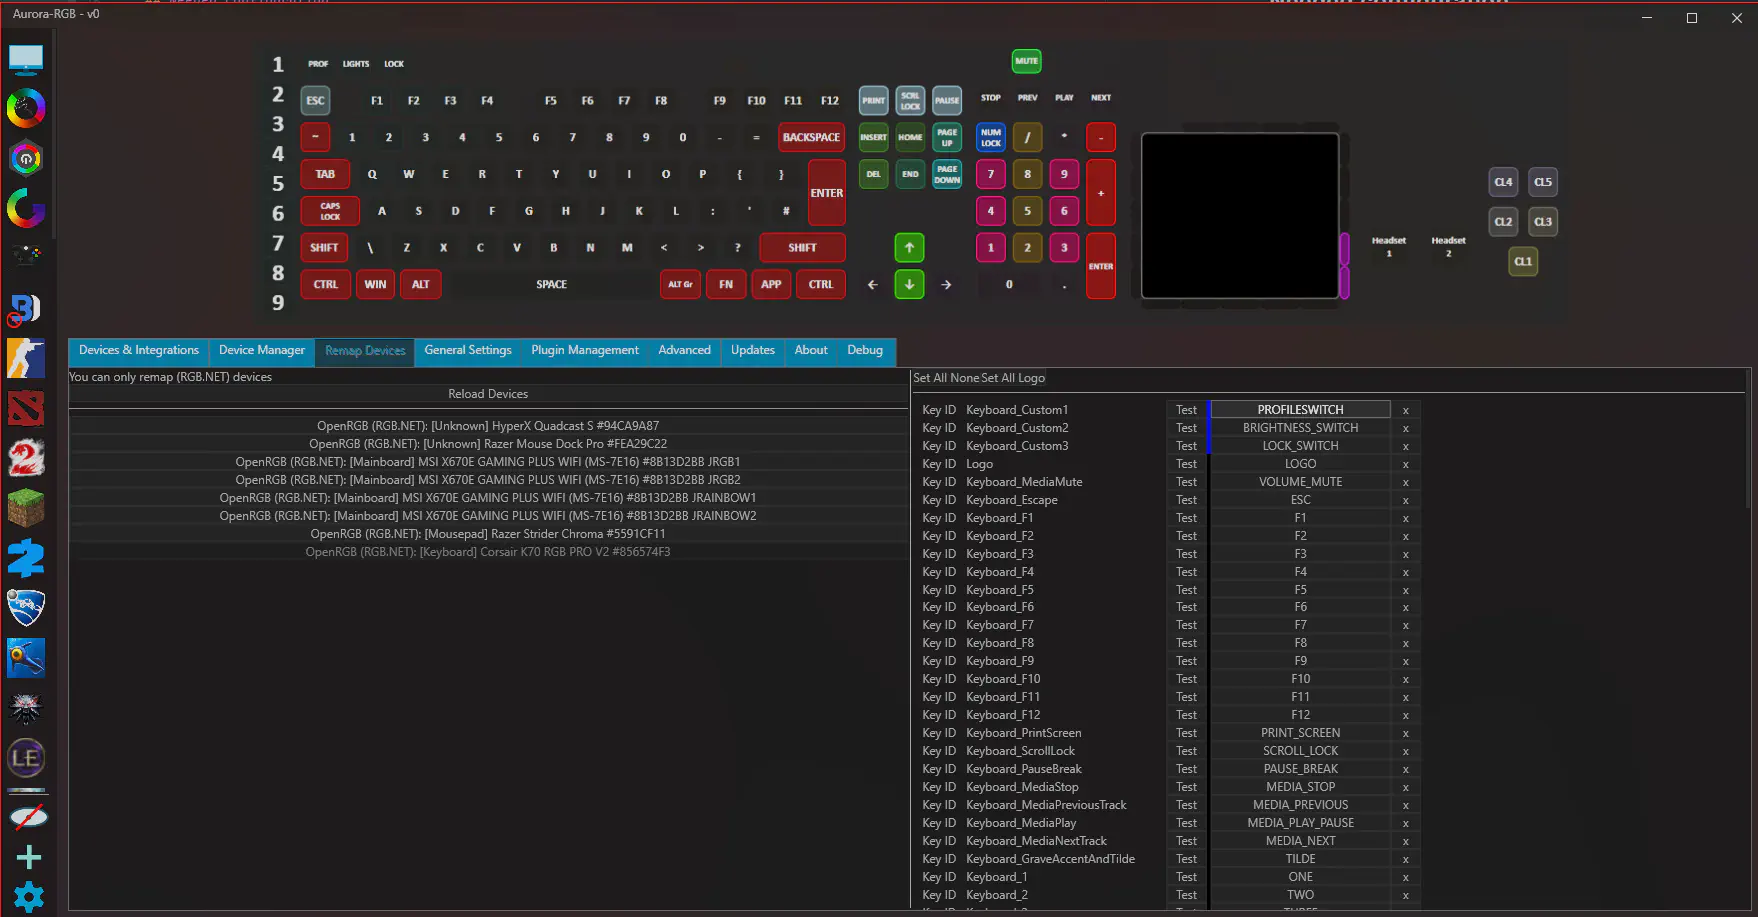 Aurora-RGB - v0
MUTE
1 PROF LIGHTS LOCK
2 ESC F1 F2 F3 F4 F5 F6 F7 F8 F9 F10 F11 F12 PRINT SCRL LOCK PAUSE STOP PREV PLAY NEXT
3 ~ 1 2 3 4 5 6 7 8 9 0 - = BACKSPACE INSERT HOME PAGE UP NUM LOCK / * -
4
5 TAB Q W E R T Y U I O P { } ENTER DEL END PAGE DOWN 7 8 9 +
6 CAPS LOCK A S D F G H J K L : ' # 4 5 6
7 SHIFT \ Z X C V B N M < > ? SHIFT ↑ 1 2 3 ENTER
8 CTRL WIN ALT SPACE ALT Gr FN APP CTRL ← ↓ → 0 .
9
Headset 1
Headset 2
CL4 CL5
CL2 CL3
CL1
LE
Devices & Integrations Device Manager Remap Devices General Settings Plugin Management Advanced Updates About Debug
You can only remap (RGB.NET) devices
Reload Devices
OpenRGB (RGB.NET): [Unknown] HyperX Quadcast S #94CA9A87
OpenRGB (RGB.NET): [Unknown] Razer Mouse Dock Pro #FEA29C22
OpenRGB (RGB.NET): [Mainboard] MSI X670E GAMING PLUS WIFI (MS-7E16) #8B13D2BB JRGB1
OpenRGB (RGB.NET): [Mainboard] MSI X670E GAMING PLUS WIFI (MS-7E16) #8B13D2BB JRGB2
OpenRGB (RGB.NET): [Mainboard] MSI X670E GAMING PLUS WIFI (MS-7E16) #8B13D2BB JRAINBOW1
OpenRGB (RGB.NET): [Mainboard] MSI X670E GAMING PLUS WIFI (MS-7E16) #8B13D2BB JRAINBOW2
OpenRGB (RGB.NET): [Mousepad] Razer Strider Chroma #5591CF11
OpenRGB (RGB.NET): [Keyboard] Corsair K70 RGB PRO V2 #856574F3
Set All None Set All Logo
Key ID Keyboard_Custom1 Test PROFILESWITCH x
Key ID Keyboard_Custom2 Test BRIGHTNESS_SWITCH x
Key ID Keyboard_Custom3 Test LOCK_SWITCH x
Key ID Logo Test LOGO x
Key ID Keyboard_MediaMute Test VOLUME_MUTE x
Key ID Keyboard_Escape Test ESC x
Key ID Keyboard_F1 Test F1 x
Key ID Keyboard_F2 Test F2 x
Key ID Keyboard_F3 Test F3 x
Key ID Keyboard_F4 Test F4 x
Key ID Keyboard_F5 Test F5 x
Key ID Keyboard_F6 Test F6 x
Key ID Keyboard_F7 Test F7 x
Key ID Keyboard_F8 Test F8 x
Key ID Keyboard_F9 Test F9 x
Key ID Keyboard_F10 Test F10 x
Key ID Keyboard_F11 Test F11 x
Key ID Keyboard_F12 Test F12 x
Key ID Keyboard_PrintScreen Test PRINT_SCREEN x
Key ID Keyboard_ScrollLock Test SCROLL_LOCK x
Key ID Keyboard_PauseBreak Test PAUSE_BREAK x
Key ID Keyboard_MediaStop Test MEDIA_STOP x
Key ID Keyboard_MediaPreviousTrack Test MEDIA_PREVIOUS x
Key ID Keyboard_MediaPlay Test MEDIA_PLAY_PAUSE x
Key ID Keyboard_MediaNextTrack Test MEDIA_NEXT x
Key ID Keyboard_GraveAccentAndTilde Test TILDE x
Key ID Keyboard_1 Test ONE x
Key ID Keyboard_2 Test TWO x